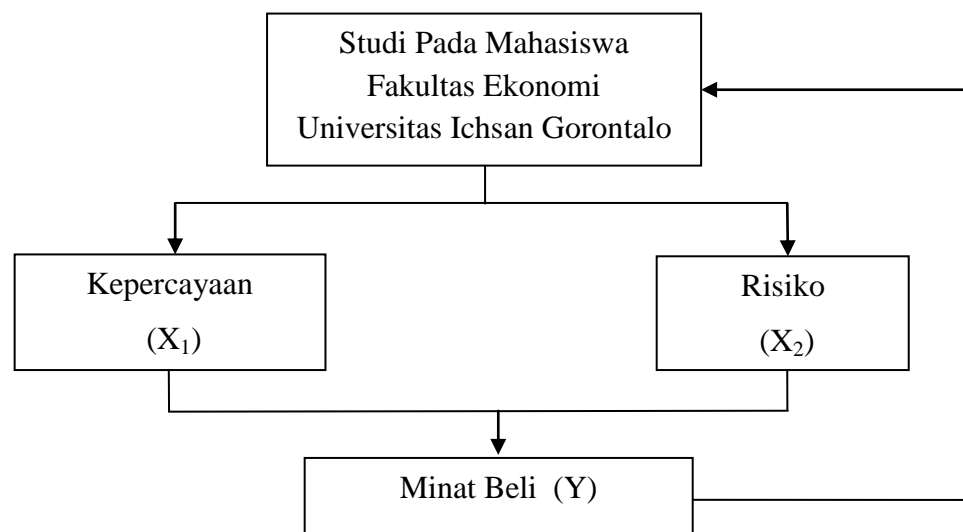 Studi Pada Mahasiswa
Fakultas Ekonomi
Universitas Ichsan Gorontalo
Kepercayaan
(X₁)
Risiko
(X₂)
Minat Beli (Y)